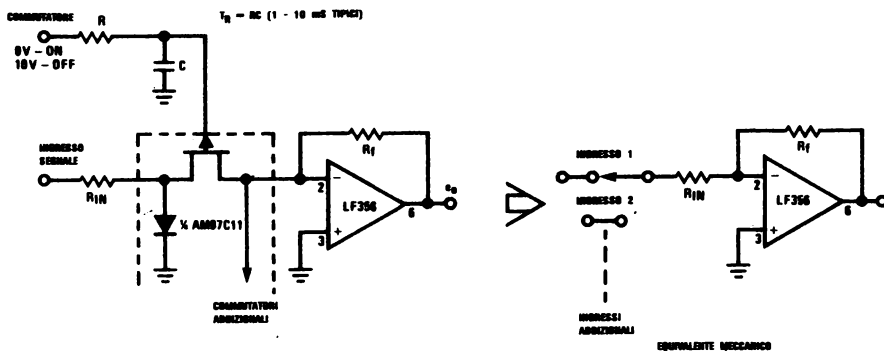 COMMUTATORE
R
T_R = RC (1 - 10 mS TIPICI)
0V – ON
10V – OFF
C
INGRESSO
SEGNALE
R_IN
¼ AM97C11
R_f
2
–
LF356
6
e_o
3
+
COMMUTATORI
ADDIZIONALI
INGRESSO 1
INGRESSO 2
R_IN
R_f
2
–
LF356
6
3
+
INGRESSI
ADDIZIONALI
EQUIVALENTE MECCANICO